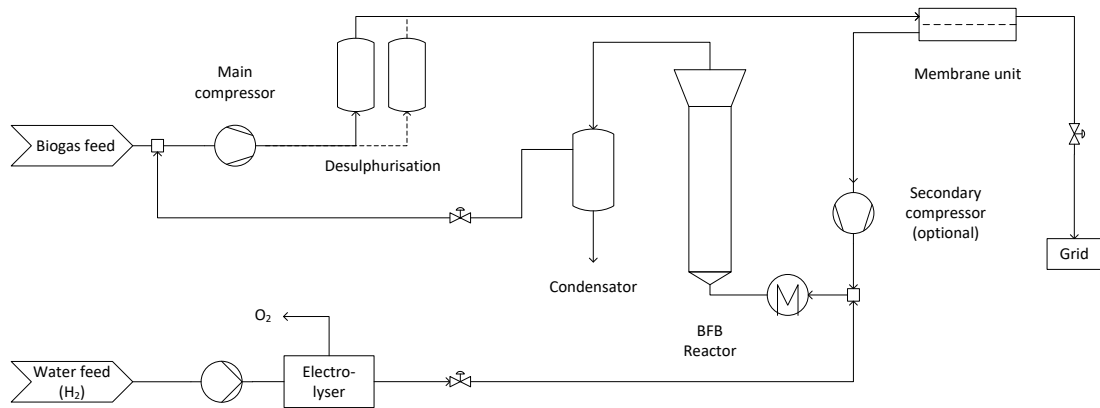 Main
compressor
Membrane unit
Biogas feed
Desulphurisation
Secondary
compressor
(optional)
Grid
Condensator
O₂
BFB
Reactor
Water feed
(H₂)
Electro-
lyser